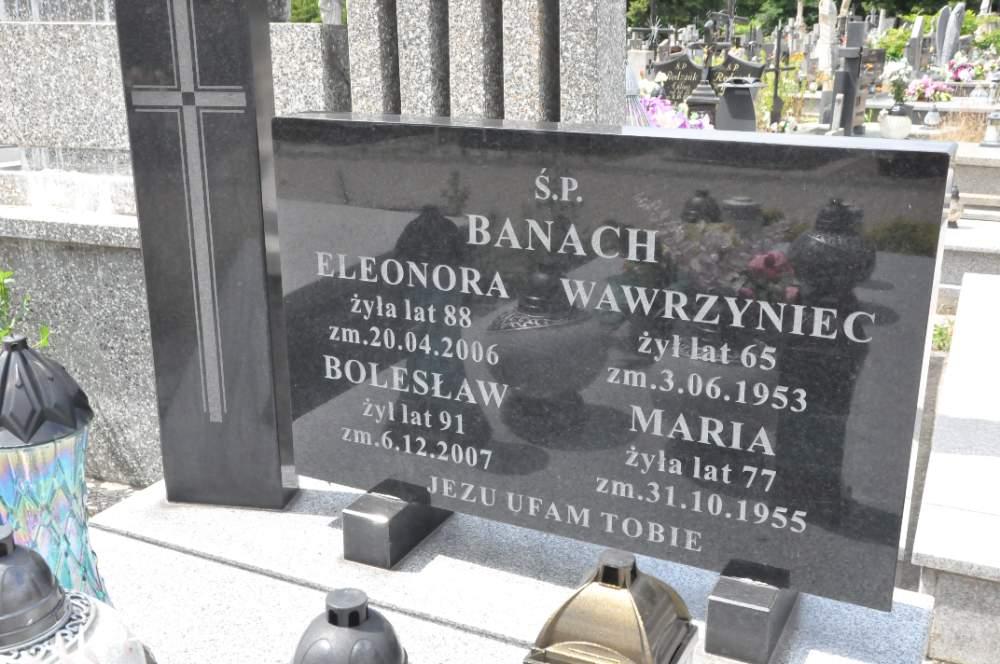 Ś.P.
BANACH
ELEONORA
żyła lat 88
zm.20.04.2006
BOLESŁAW
żył lat 91
zm.6.12.2007
WAWRZYNIEC
żył lat 65
zm.3.06.1953
MARIA
żyła lat 77
zm.31.10.1955
JEZU UFAM TOBIE
Ś.P.
Ś.P.